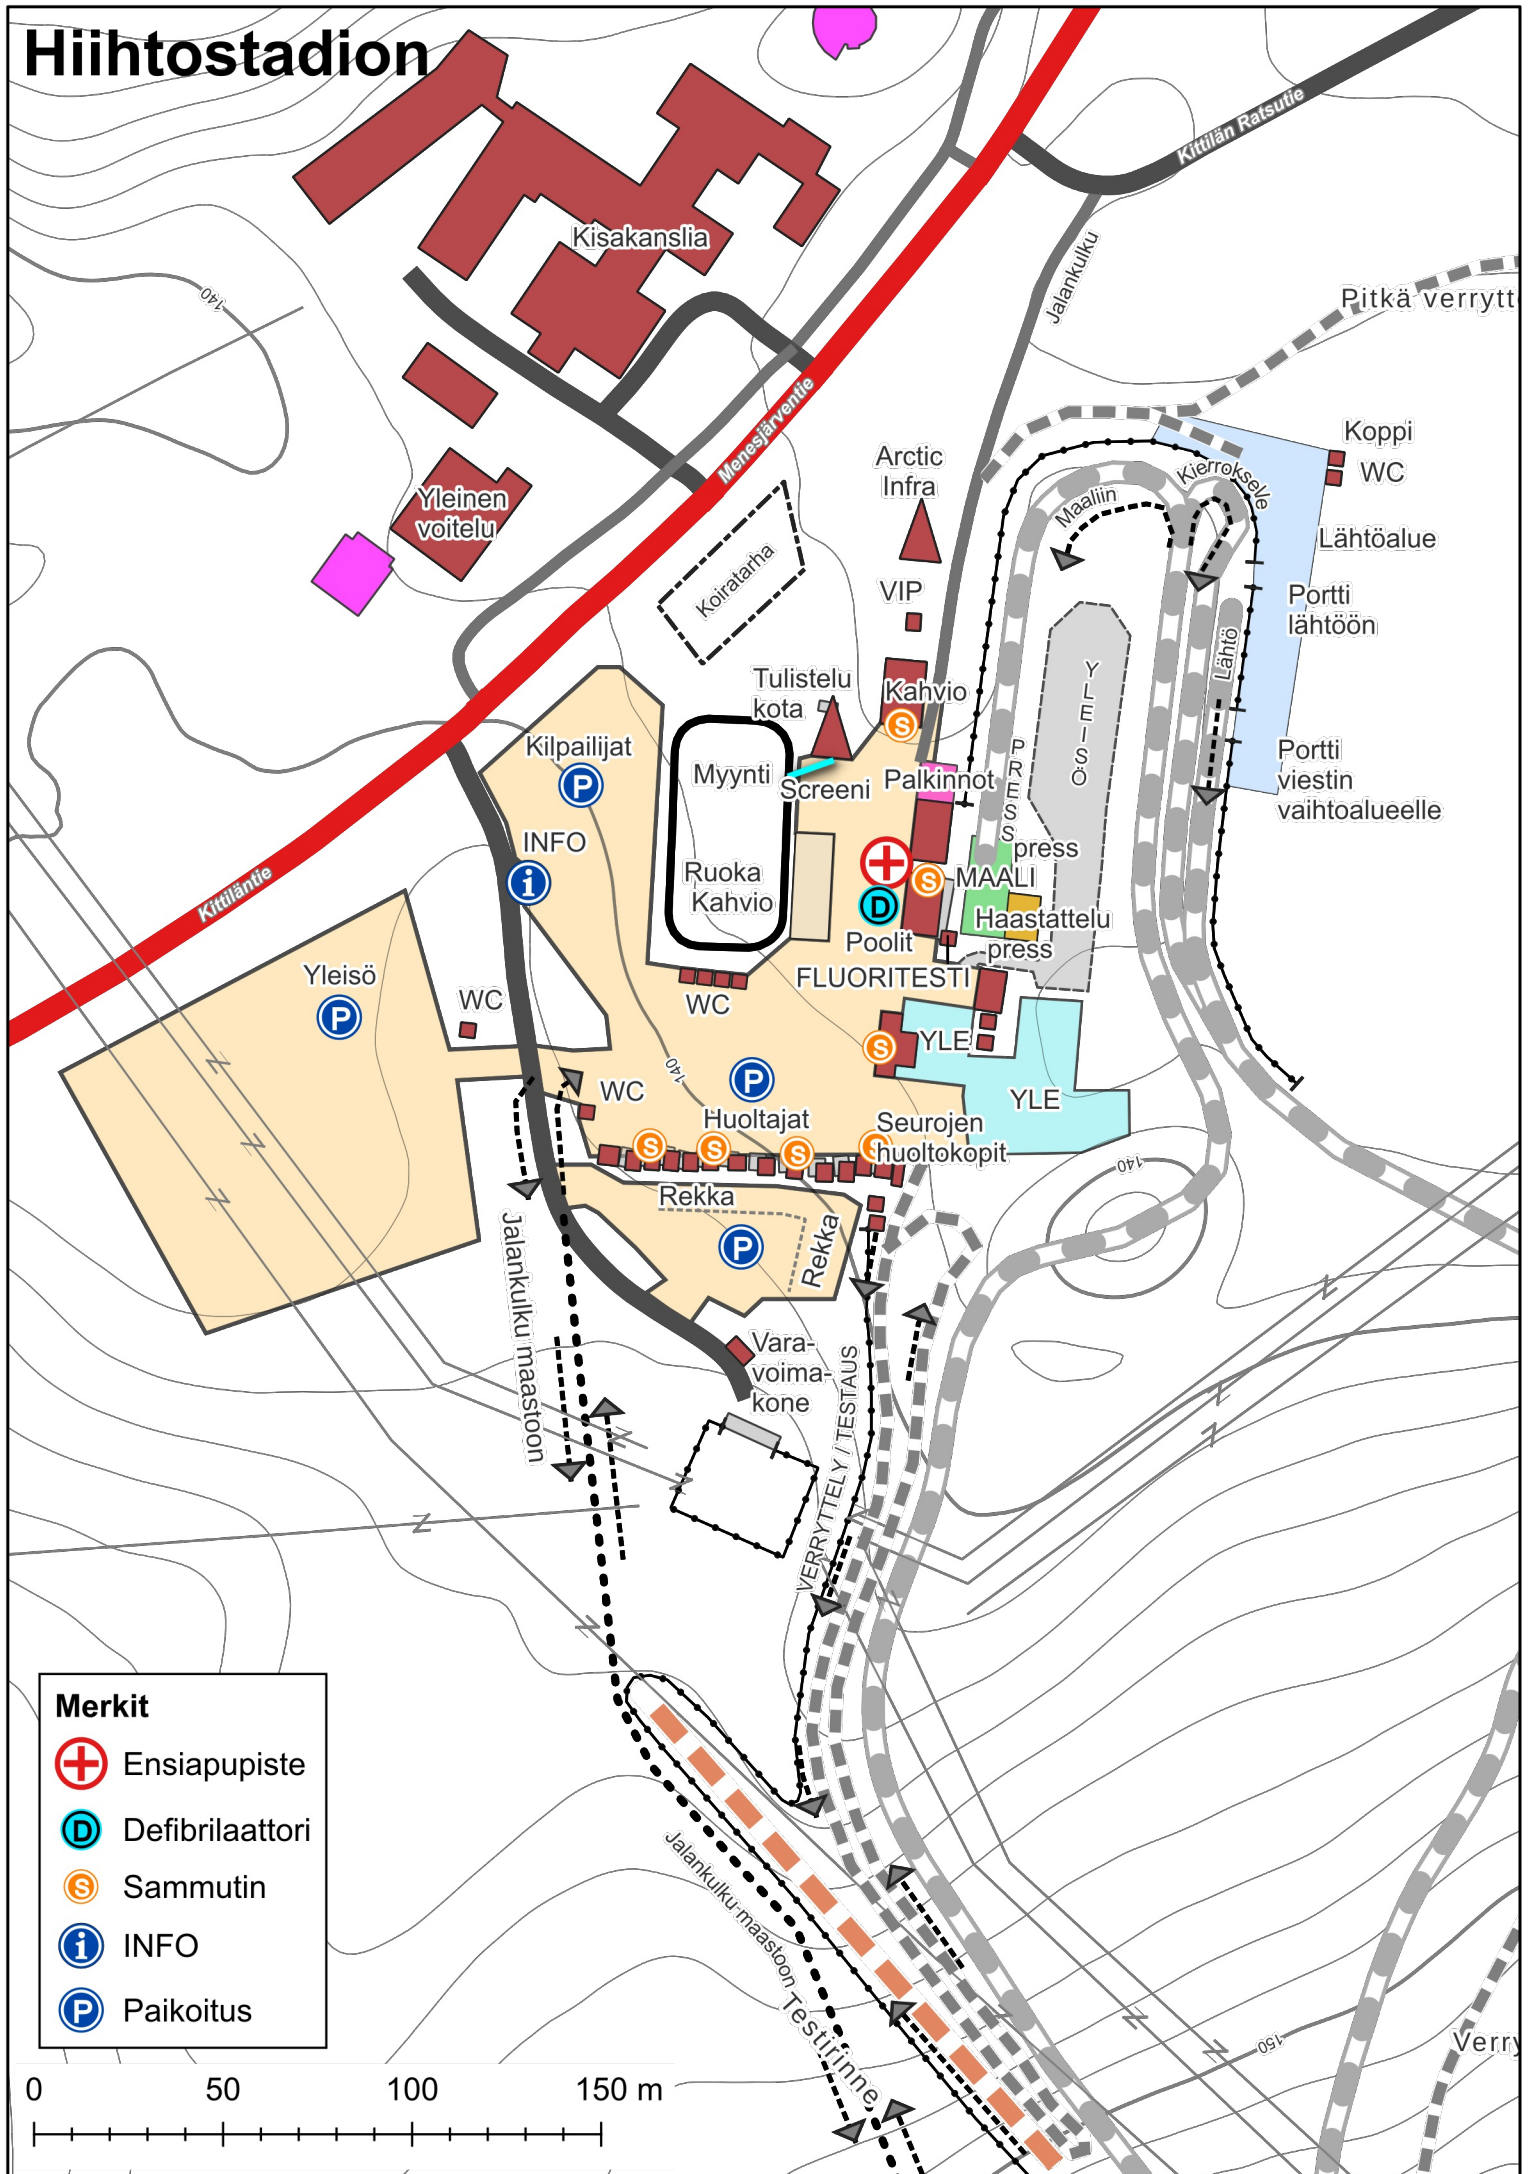 Hiihtostadion
Kittilän Ratsutie
Kisakanslia
Jalankulku
140
Pitkä verrytt
Menesjärventie
Koppi
WC
Arctic
Infra
Kierrokselle
Maaliin
Yleinen
voitelu
Lähtöalue
Koiratarha
VIP
Portti
lähtöön
Lähtö
YLEISÖ
Tulistelu
kota
Kahvio
S
Kilpailijat
P
Myynti
Screeni
Palkinnot
PRESS
Portti
viestin
vaihtoalueelle
INFO
i
press
Ruoka
Kahvio
MAALI
S
D
Kittiläntie
Haastattelu
press
Poolit
Yleisö
P
FLUORITESTI
WC
WC
YLE
S
140
P
WC
YLE
Huoltajat
Seurojen
huoltokopit
S
S
S
S
140
Rekka
P
Rekka
Jalankulku maastoon
Vara-
voima-
kone
VERRYTTELY / TESTAUS
Merkit
Ensiapupiste
D Defibrilaattori
S Sammutin
i INFO
P Paikoitus
Jalankulku maastoon
Testirinne
150
Verry
0 50 100 150 m